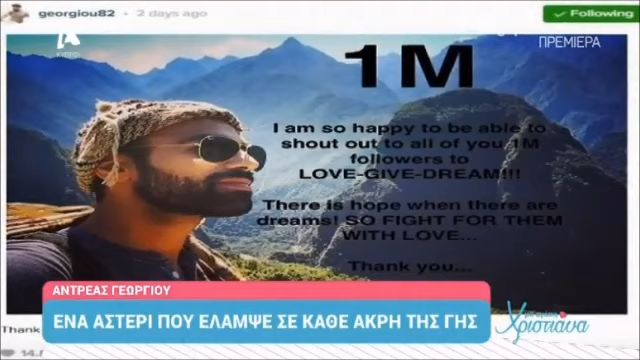 georgiou82 • 2 days ago
Following
ΠΡΕΜΙΕΡΑ
1M
I am so happy to be able to
shout out to all of you 1M
followers to
LOVE-GIVE-DREAM!!!
There is hope when there are
dreams! SO FIGHT FOR THEM
WITH LOVE...
Thank you...
ΑΝΤΡΕΑΣ ΓΕΩΡΓΙΟΥ
ΕΝΑ ΑΣΤΕΡΙ ΠΟΥ ΕΛΑΜΨΕ ΣΕ ΚΑΘΕ ΑΚΡΗ ΤΗΣ ΓΗΣ
Χριστιανα
Thank